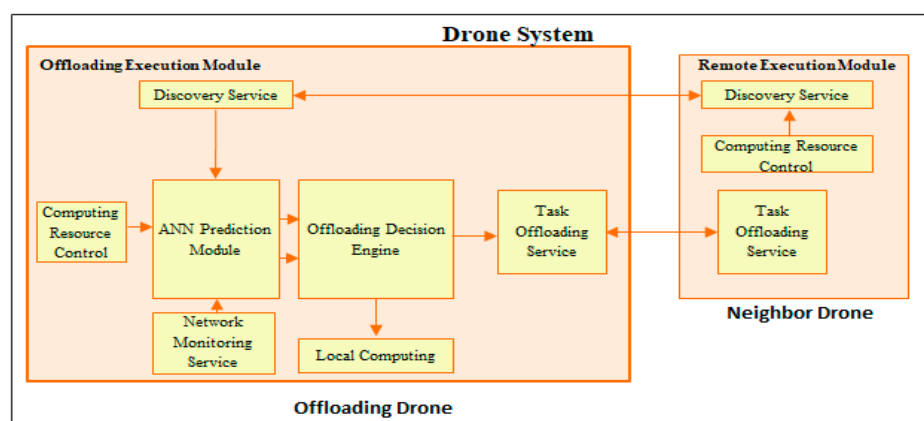 Drone System
Offloading Execution Module
Discovery Service
Computing
Resource
Control
ANN Prediction
Module
Offloading Decision
Engine
Task
Offloading
Service
Network
Monitoring
Service
Local Computing
Offloading Drone
Remote Execution Module
Discovery Service
Computing Resource
Control
Task
Offloading
Service
Neighbor Drone